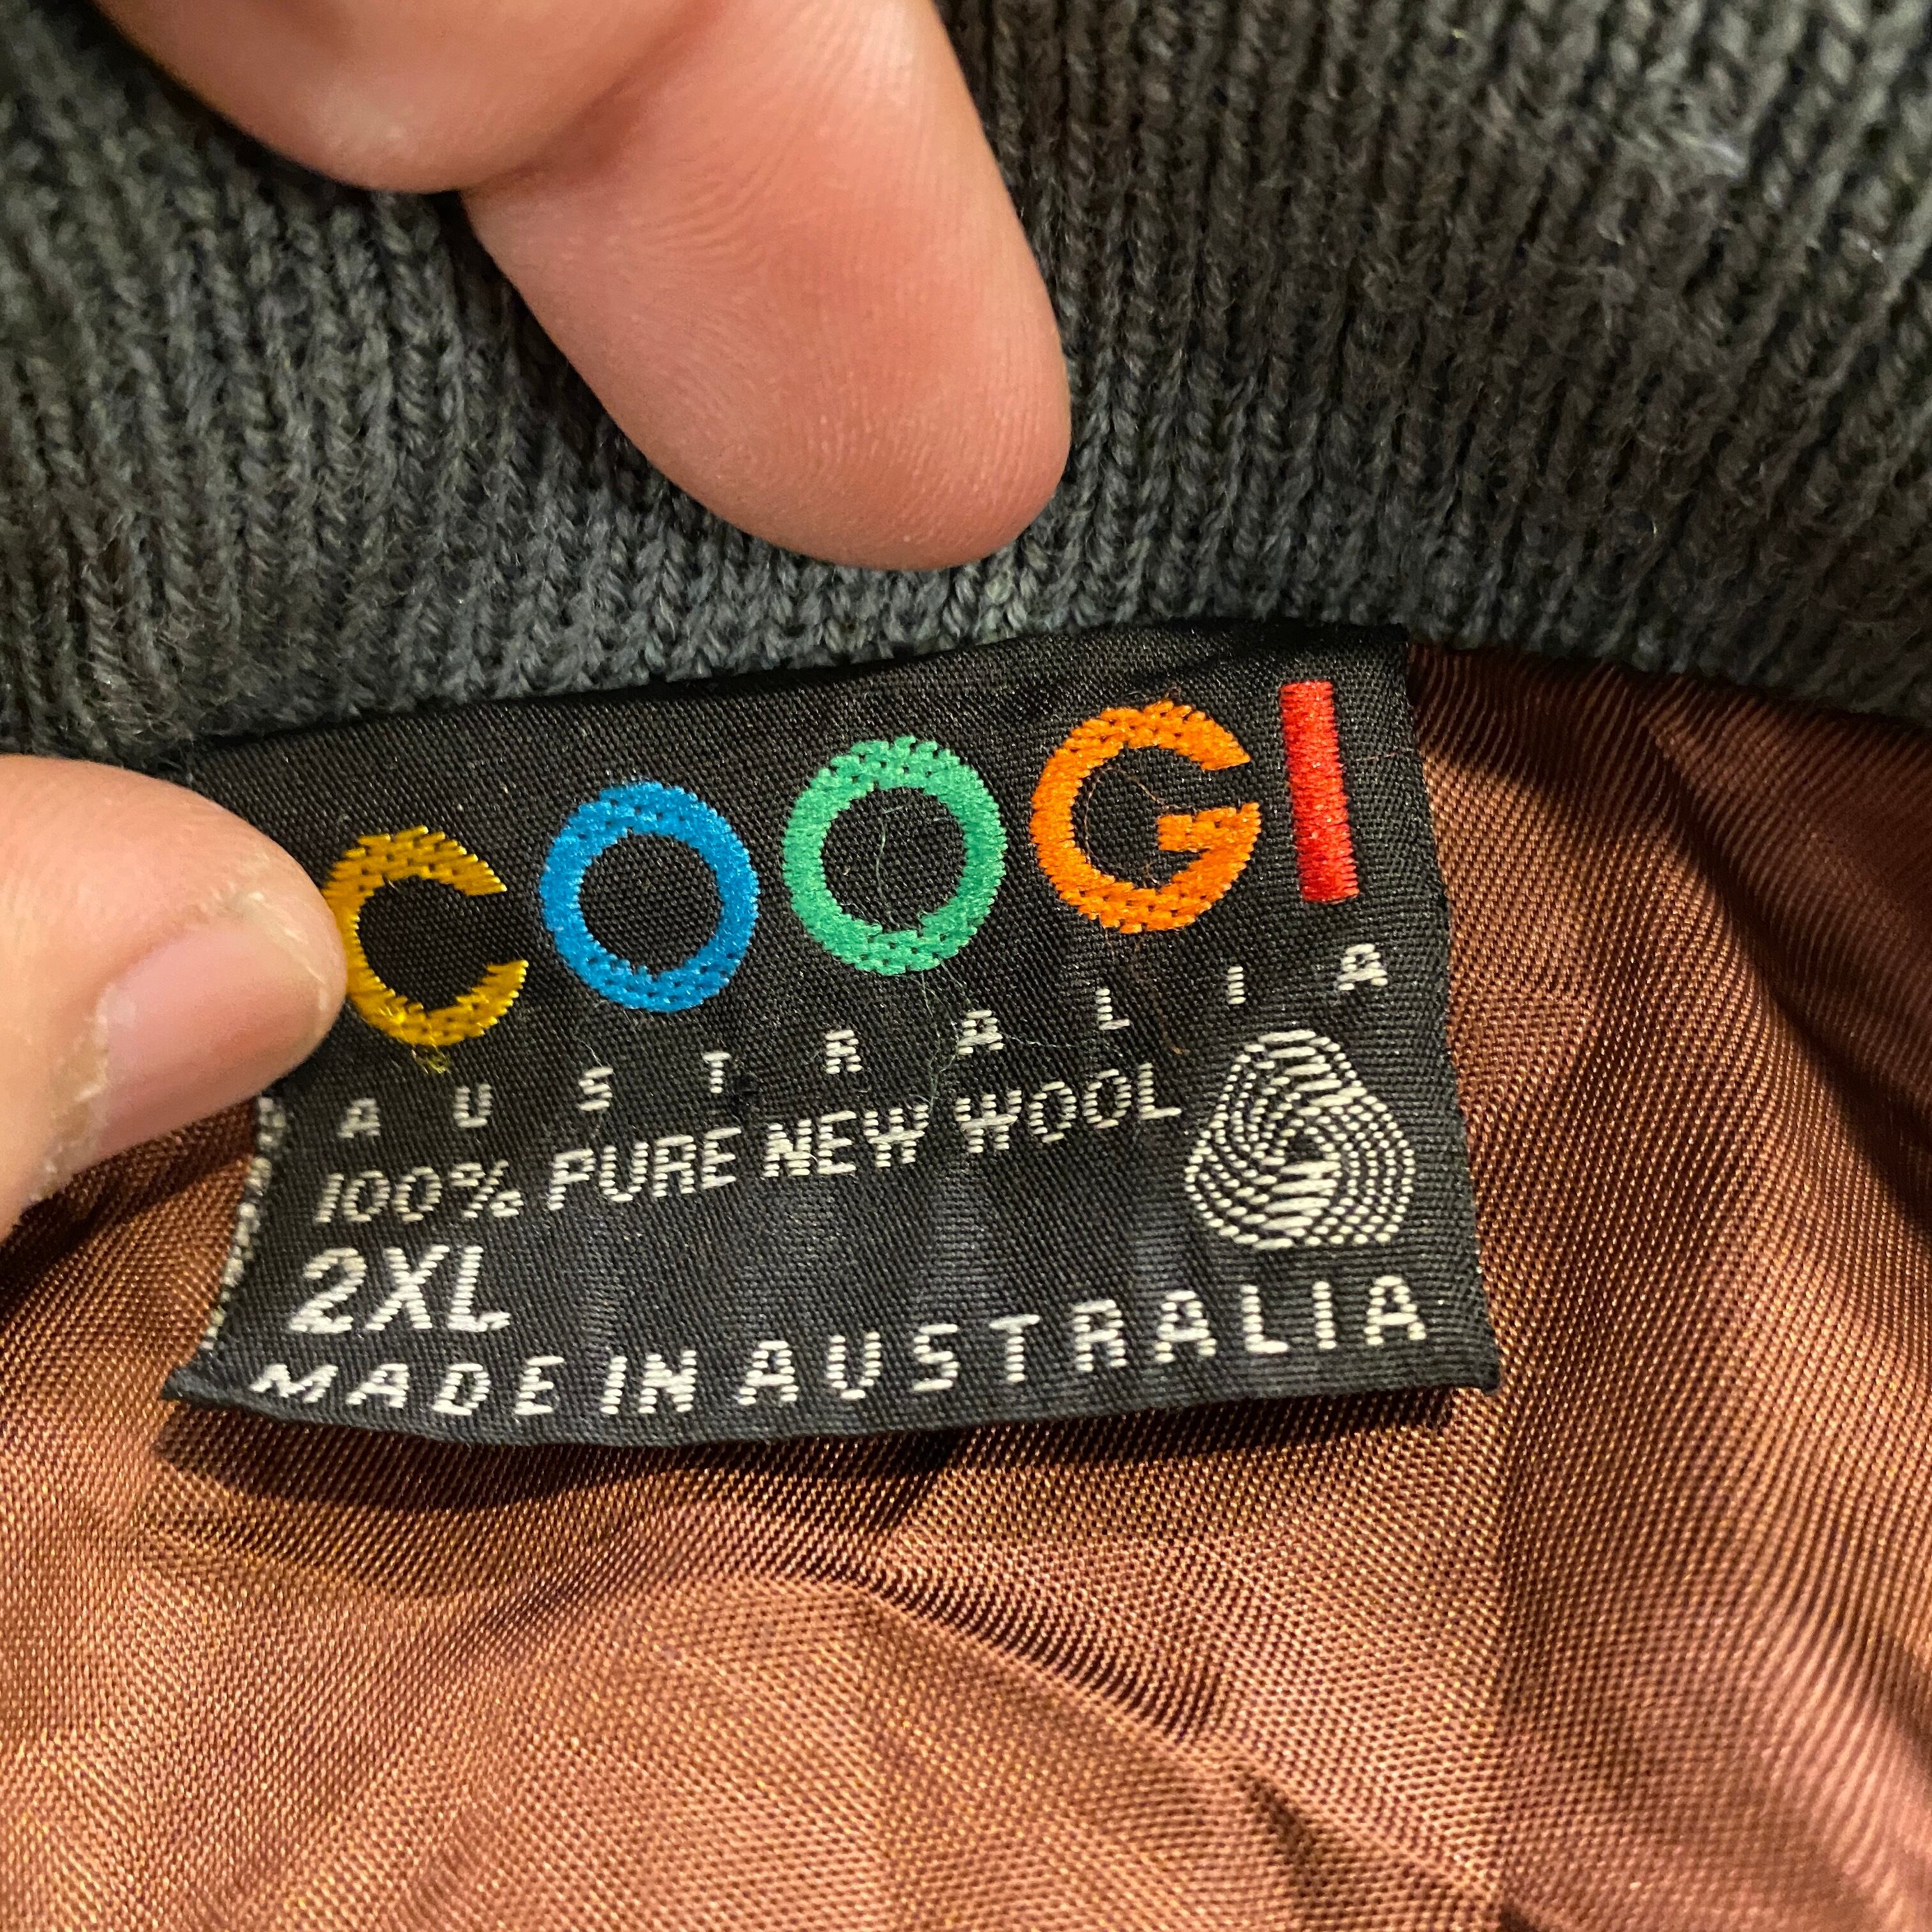 COOGI
AUSTRALIA
100% PURE NEW WOOL
2XL
MADE IN AUSTRALIA